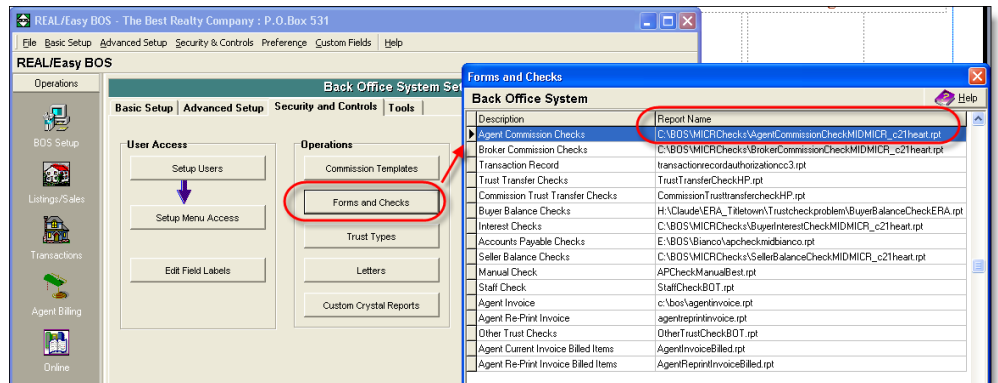 REAL/Easy BOS - The Best Realty Company : P.O.Box 531
File Basic Setup Advanced Setup Security & Controls Preference Custom Fields Help
REAL/Easy BOS
Operations
BOS Setup
Listings/Sales
Transactions
Agent Billing
Online
Back Office System Set
Basic Setup Advanced Setup Security and Controls Tools
User Access
Setup Users
Setup Menu Access
Edit Field Labels
Operations
Commission Templates
Forms and Checks
Trust Types
Letters
Custom Crystal Reports
Forms and Checks
Back Office System Help
Description Report Name
Agent Commission Checks C:\BOS\MICRChecks\AgentCommissionCheckMIDMICR_c21heart.rpt
Broker Commission Checks C:\BOS\MICRChecks\BrokerCommissionCheckMIDMICR_c21heart.rpt
Transaction Record transactionrecordauthorizationcc3.rpt
Trust Transfer Checks TrustTransferCheckHP.rpt
Commission Trust Transfer Checks CommissionTrusttransfercheckHP.rpt
Buyer Balance Checks H:\Claude\ERA_Titletown\Trustcheckproblem\BuyerBalanceCheckERA.rpt
Interest Checks C:\BOS\MICRChecks\BuyerInterestCheckMIDMICR_c21heart.rpt
Accounts Payable Checks E:\BOS\Bianco\apcheckmidbianco.rpt
Seller Balance Checks C:\BOS\MICRChecks\SellerBalanceCheckMIDMICR_c21heart.rpt
Manual Check APCheckManualBest.rpt
Staff Check StaffCheckBOT.rpt
Agent Invoice c:\bos\agentinvoice.rpt
Agent Re-Print Invoice agentreprintinvoice.rpt
Other Trust Checks OtherTrustCheckBOT.rpt
Agent Current Invoice Billed Items AgentInvoiceBilled.rpt
Agent Re-Print Invoice Billed Items AgentReprintInvoiceBilled.rpt